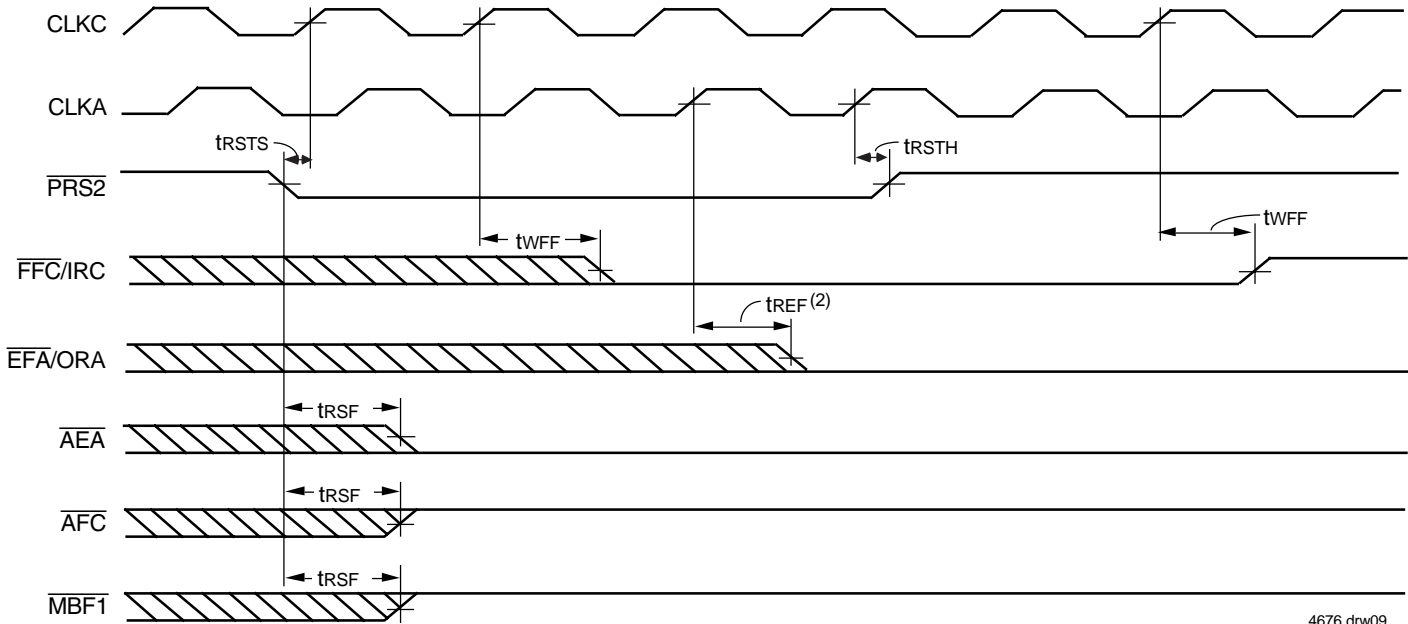 CLKC
CLKA
tRSTS
tRSTH
PRS2
tWFF
tWFF
FFC/IRC
tREF (2)
EFA/ORA
tRSF
AEA
tRSF
AFC
tRSF
MBF1
4676 drw09